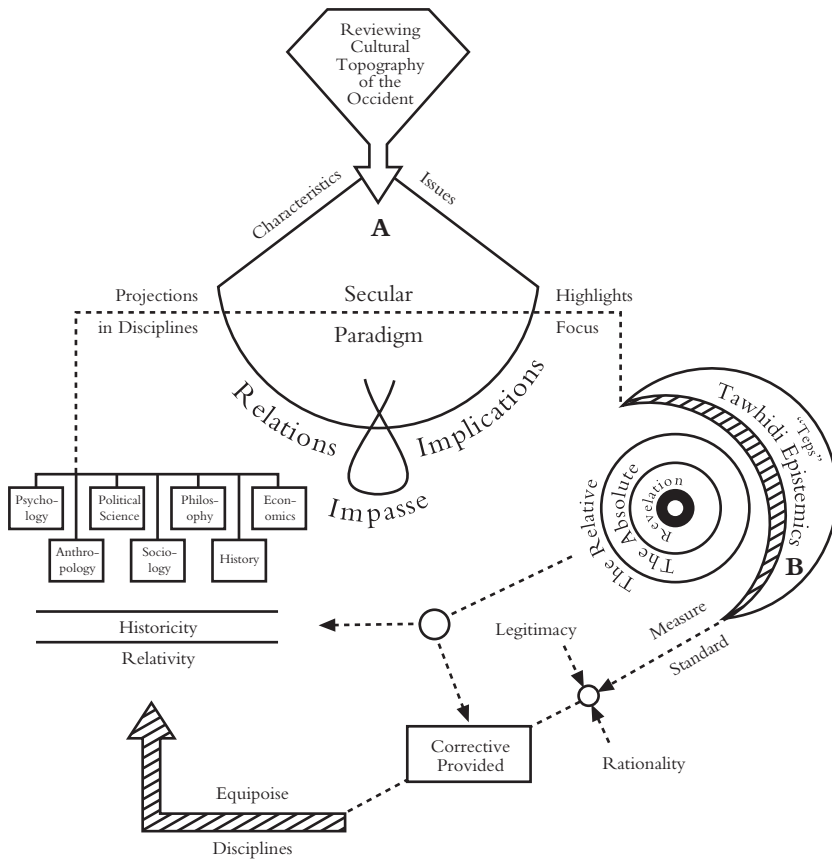 Reviewing
Cultural
Topography
of the
Occident
Characteristics
Issues
A
Projections
in Disciplines
Secular
Paradigm
Highlights
Focus
Relations
Implications
Impasse
"Teps"
Tawhidi Epistemics
B
Revelation
The Absolute
The Relative
Psycho-
logy
Political
Science
Philos-
ophy
Econ-
omics
Anthro-
pology
Socio-
logy
History
Historicity
Relativity
Legitimacy
Measure
Standard
Rationality
Corrective
Provided
Equipoise
Disciplines